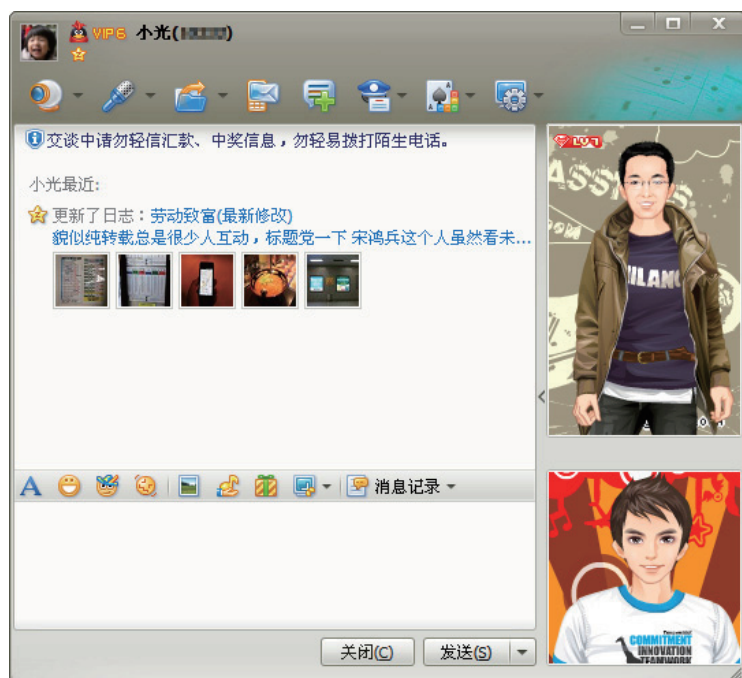 VIP6 小光( )
交谈中请勿轻信汇款、中奖信息，勿轻易拨打陌生电话。
小光最近:
更新了日志：劳动致富(最新修改)
貌似纯转载总是很少人互动，标题党一下 宋鸿兵这个人虽然看未...
消息记录
关闭(C)
发送(S)
LV7
MILANO
COMMITMENT
INNOVATION
TEAMWORK